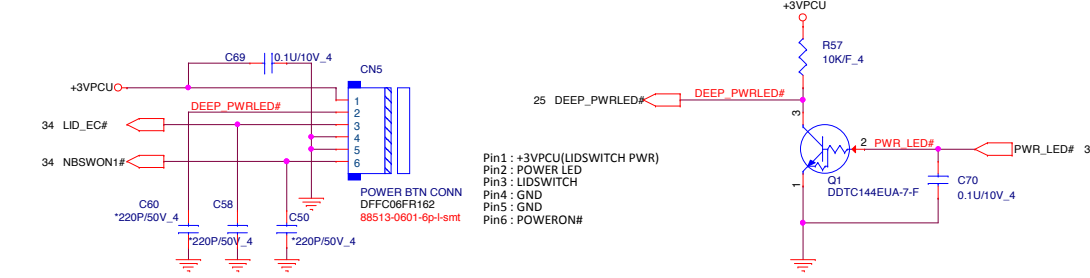 +3VPCU
C69
0.1U/10V_4
CN5
+3VPCU
DEEP_PWRLED#
1
2
3
4
5
6
34 LID_EC#
34 NBSWON1#
POWER BTN CONN
DFFC06FR162
88513-0601-6p-l-smt
C60
*220P/50V_4
C58
*220P/50V_4
C50
*220P/50V_4
Pin1 : +3VPCU(LIDSWITCH PWR)
Pin2 : POWER LED
Pin3 : LIDSWITCH
Pin4 : GND
Pin5 : GND
Pin6 : POWERON#
R57
10K/F_4
25 DEEP_PWRLED#
DEEP_PWRLED#
3
2
PWR_LED#
PWR_LED# 3
1
Q1
DDTC144EUA-7-F
C70
0.1U/10V_4